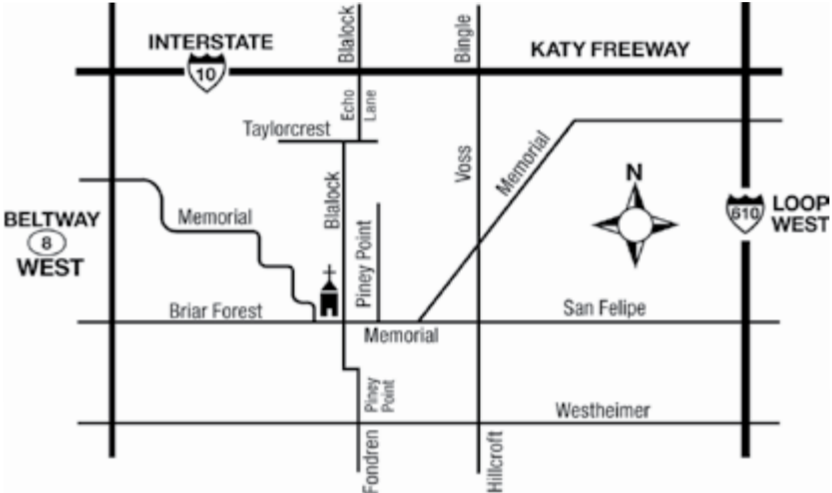 Blalock
Bingle
INTERSTATE
10
KATY FREEWAY
Echo
Lane
Taylorcrest
Voss
Memorial
Blalock
N
BELTWAY
8
WEST
Memorial
Piney Point
610
LOOP
WEST
Briar Forest
San Felipe
Memorial
Piney
Point
Westheimer
Fondren
Hillcroft